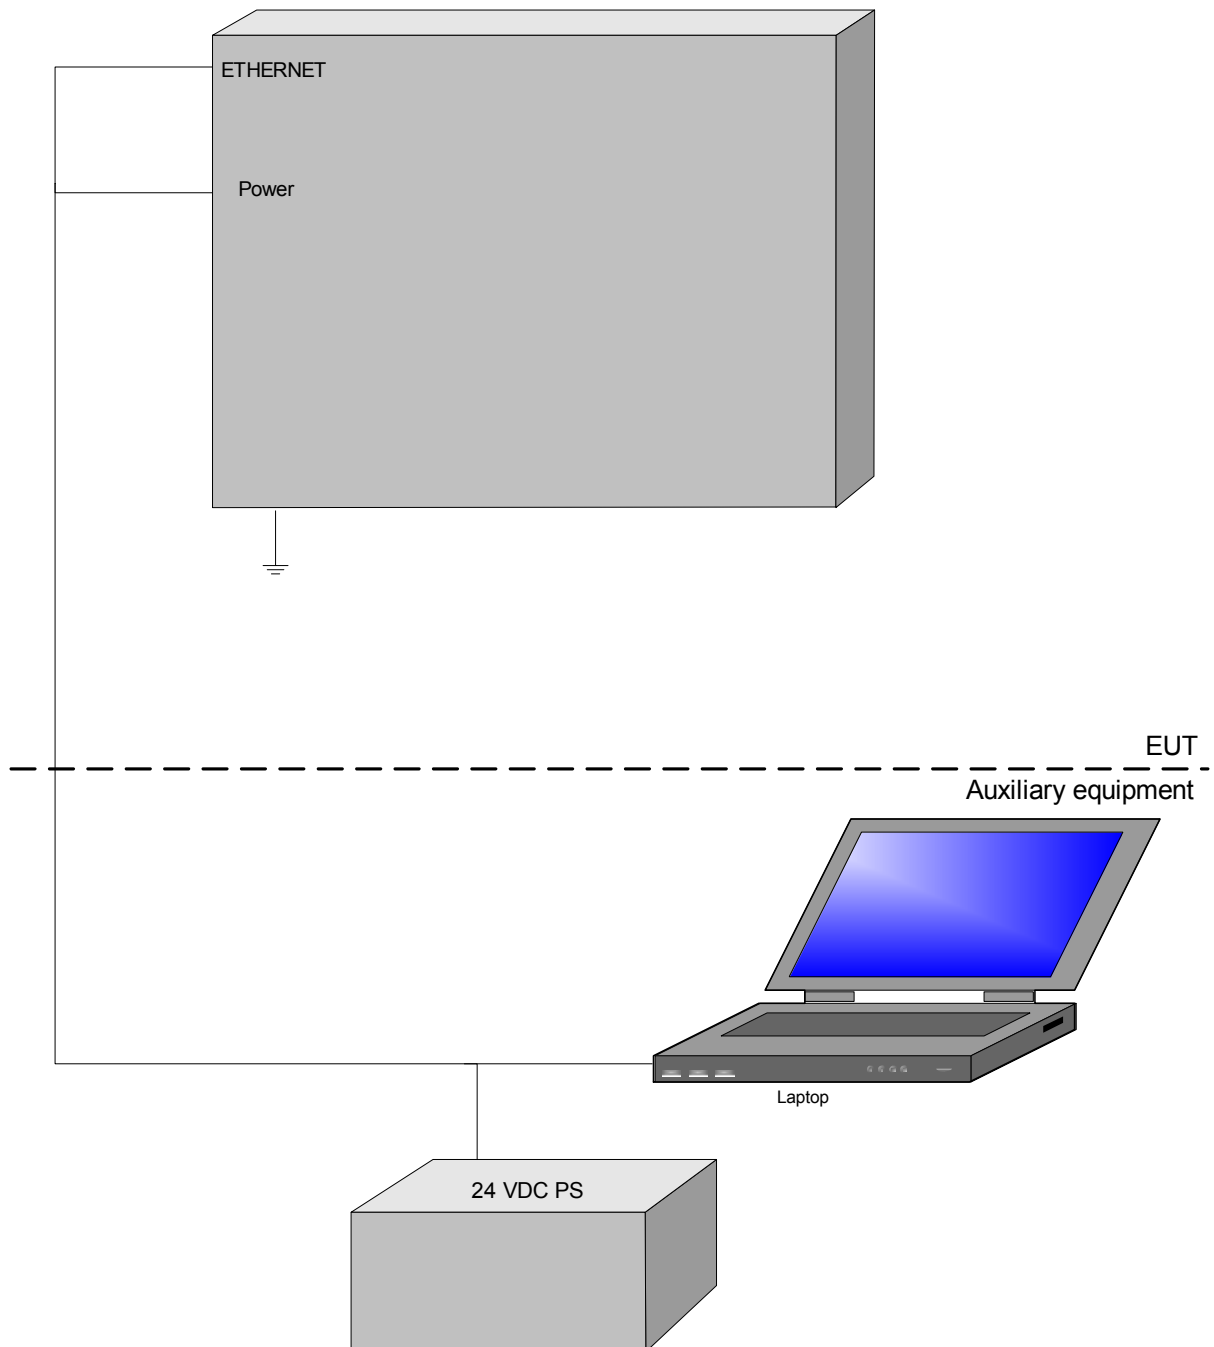 ETHERNET
Power
EUT
Auxiliary equipment
Laptop
24 VDC PS